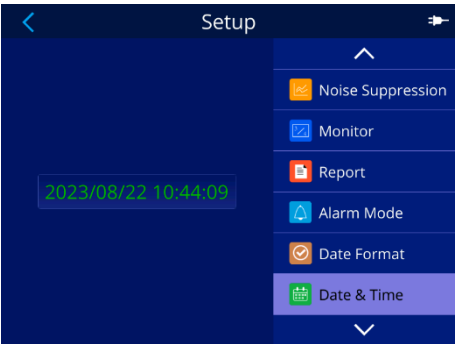 Setup
Noise Suppression
Monitor
Report
2023/08/22 10:44:09
Alarm Mode
Date Format
Date & Time